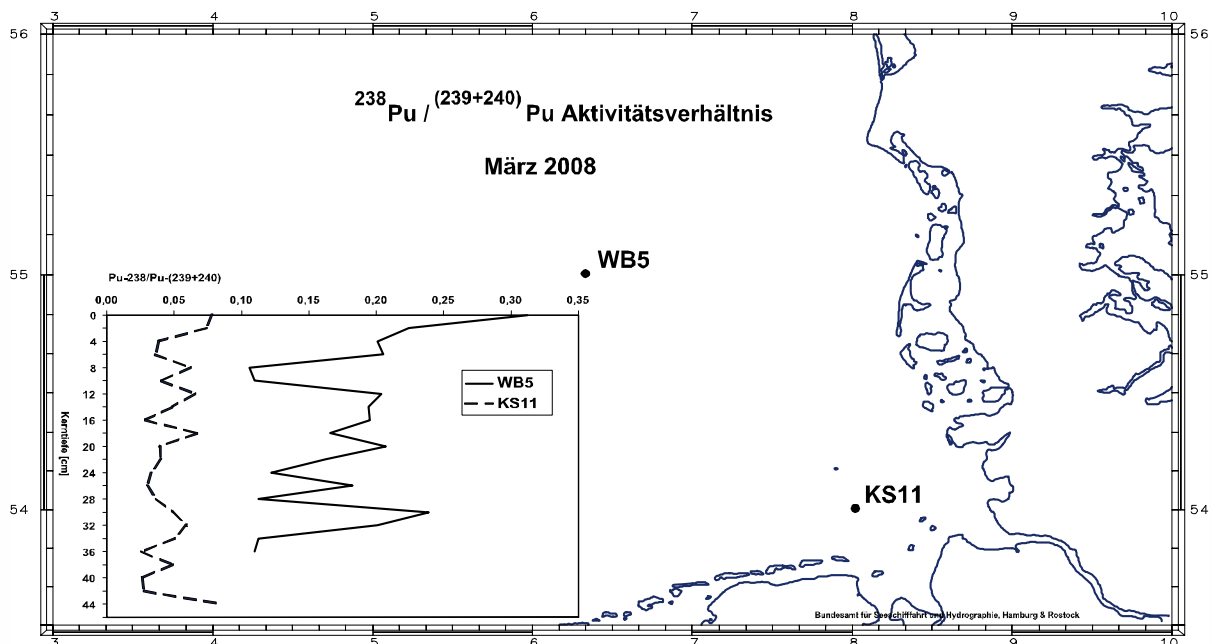 3 4 5 6 7 8 9 10
56 56
238Pu / (239+240) Pu Aktivitätsverhältnis
März 2008
WB5
55 55
Pu-238/Pu-(239+240)
0,00 0,05 0,10 0,15 0,20 0,25 0,30 0,35
0
4
8
12
16
20
24
28
32
36
40
44
Kerntiefe [cm]
WB5
KS11
KS11
54 54
Bundesamt für Seeschifffahrt und Hydrographie, Hamburg & Rostock
3 4 5 6 7 8 9 10